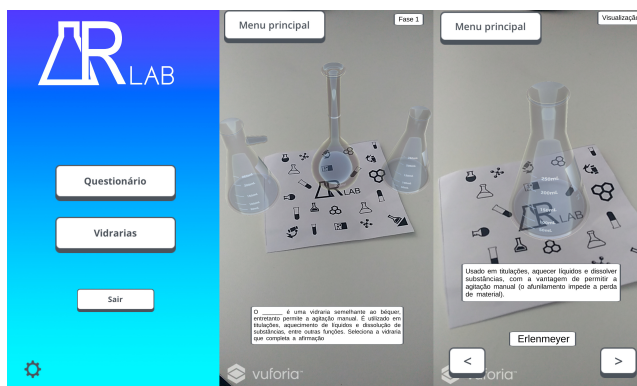 AR LAB
Questionário
Vidrarias
Sair
Menu principal
Fase 1
AR LAB
O ______ é uma vidraria semelhante ao béquer,
entretanto permite a agitação manual. É utilizado em
titulações, aquecimento de líquidos e dissolução de
substâncias, entre outras funções. Seleciona a vidraria
que completa a afirmação
vuforia
Menu principal
Visualização
LAB
Usado em titulações, aquecer líquidos e dissolver
substâncias, com a vantagem de permitir a
agitação manual (o afunilamento impede a perda
de material).
Erlenmeyer
<
>
vuforia